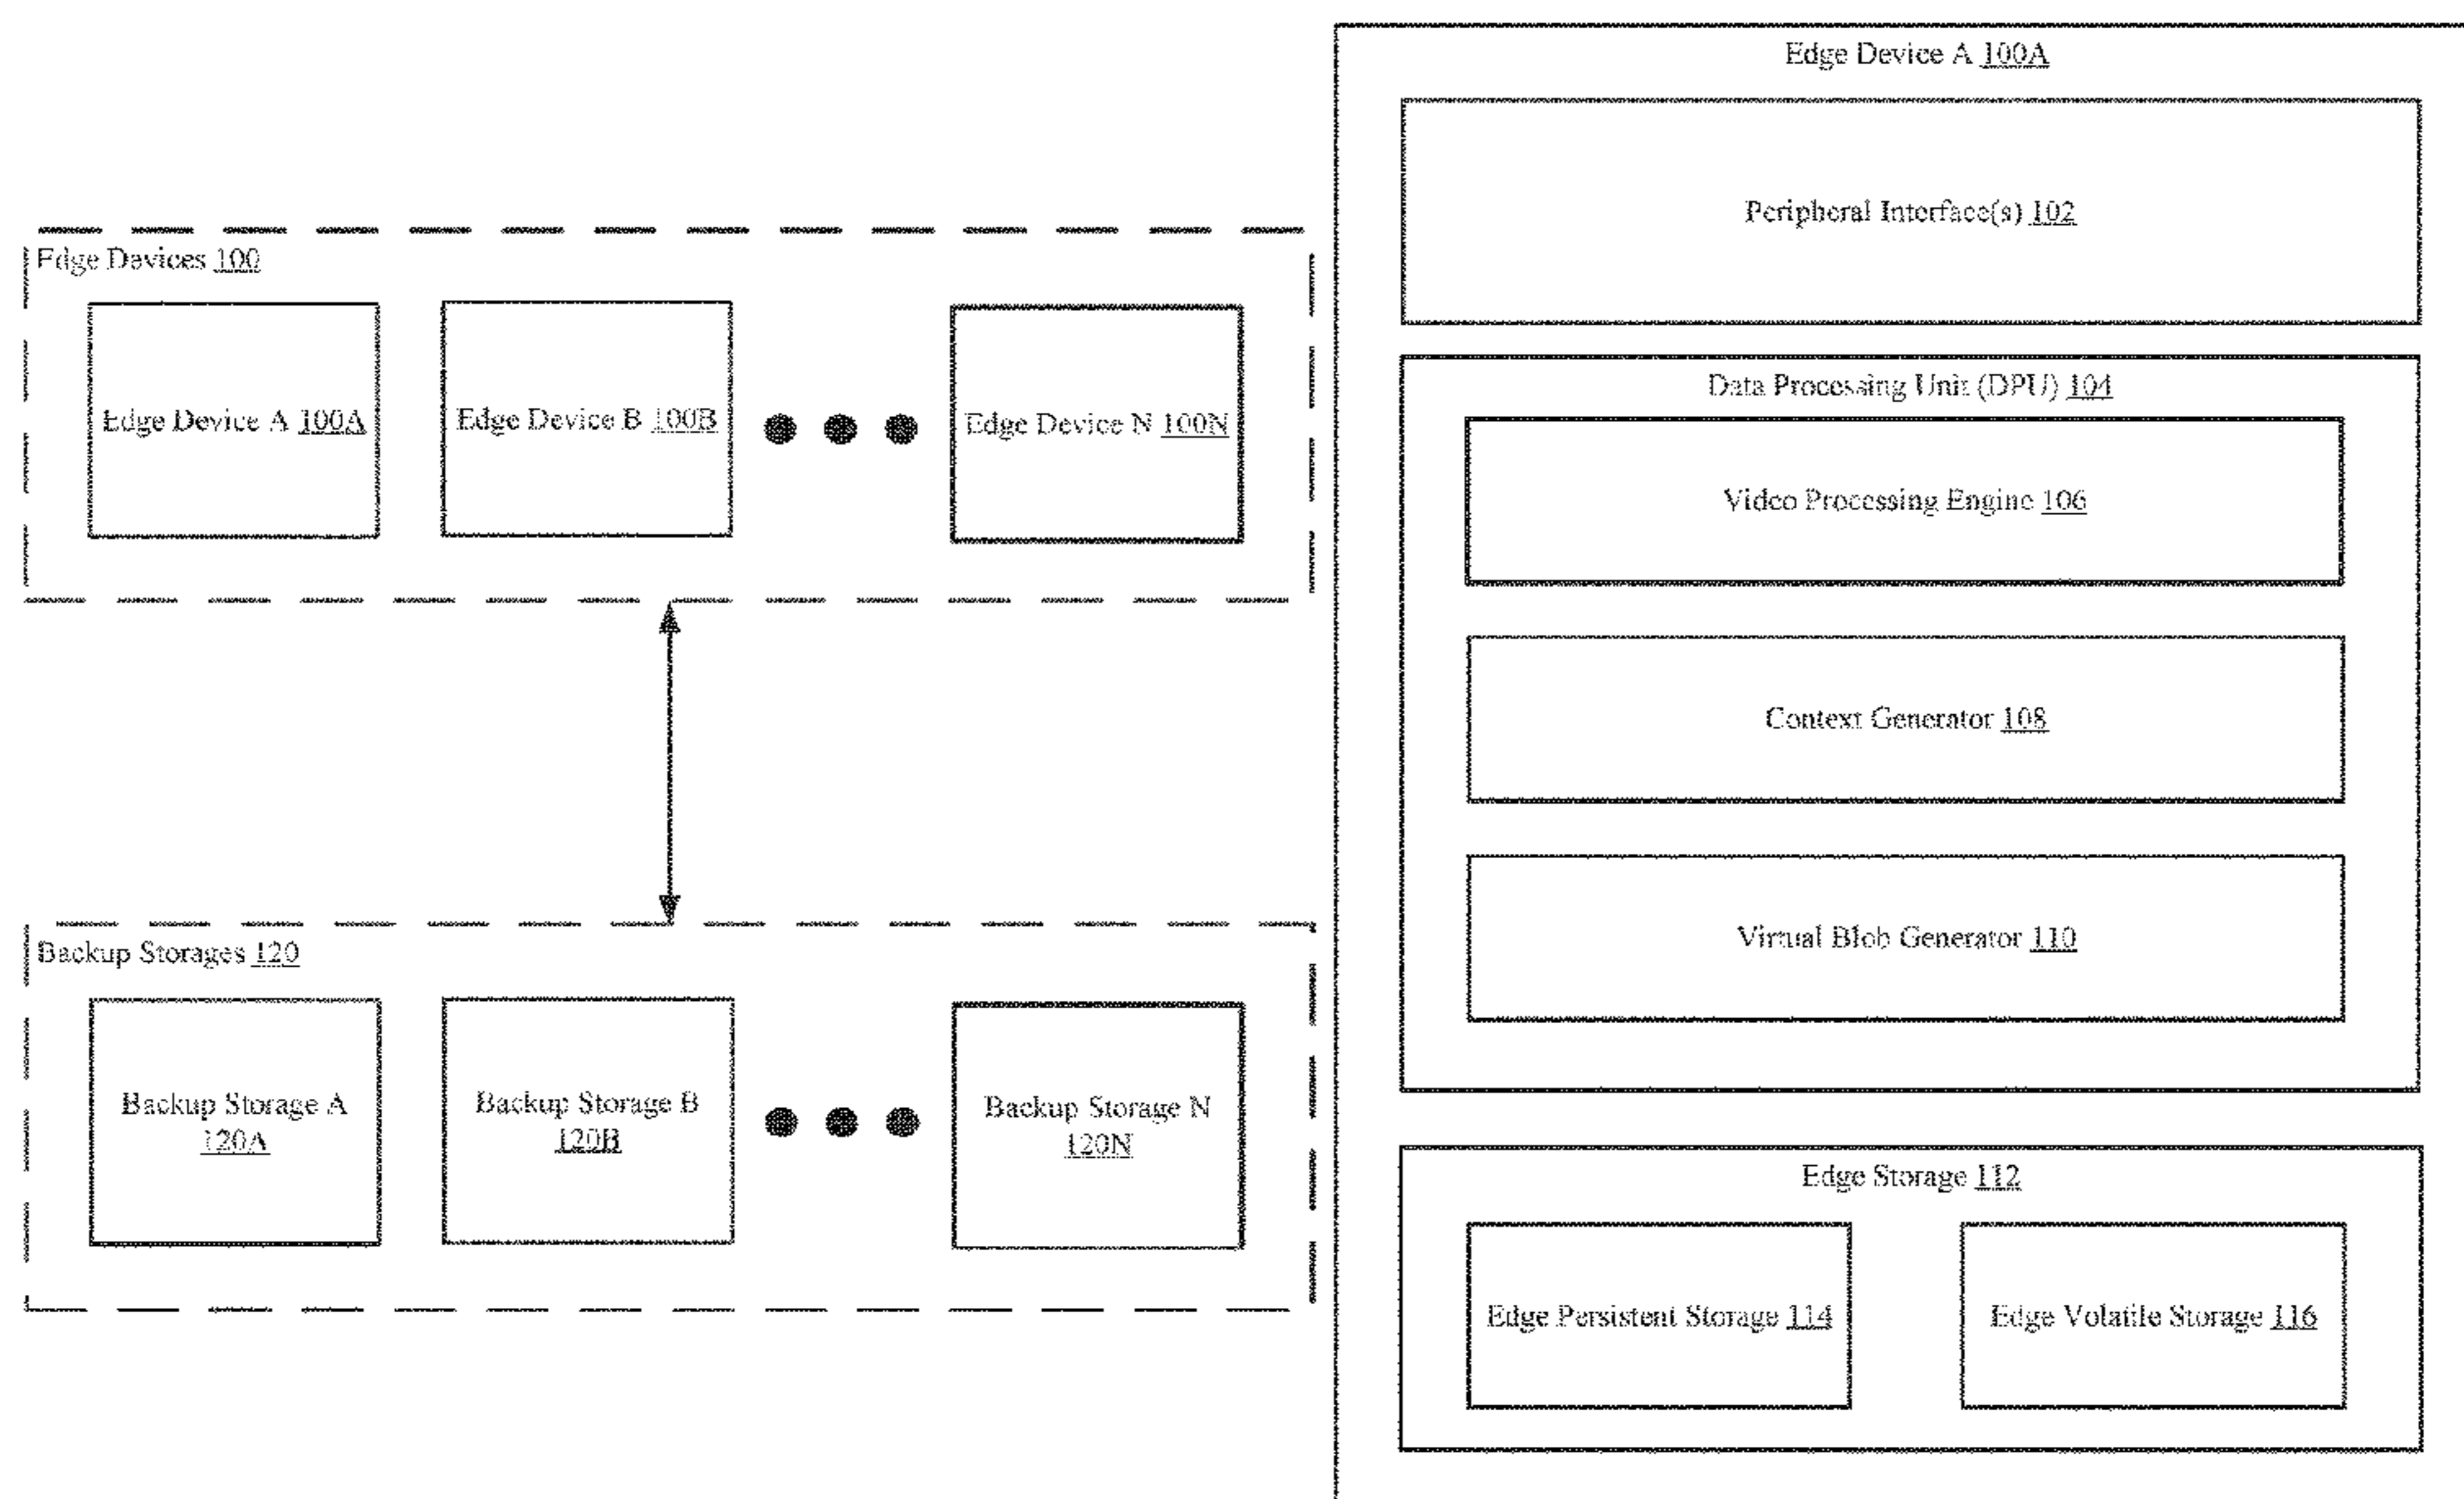 Edge Devices 100
Edge Device A 100A
Edge Device B 100B
Edge Device N 100N
Backup Storages 120
Backup Storage A
120A
Backup Storage B
120B
Backup Storage N
120N
Edge Device A 100A
Peripheral Interface(s) 102
Data Processing Unit (DPU) 104
Video Processing Engine 106
Context Generator 108
Virtual Blob Generator 110
Edge Storage 112
Edge Persistent Storage 114
Edge Volatile Storage 116